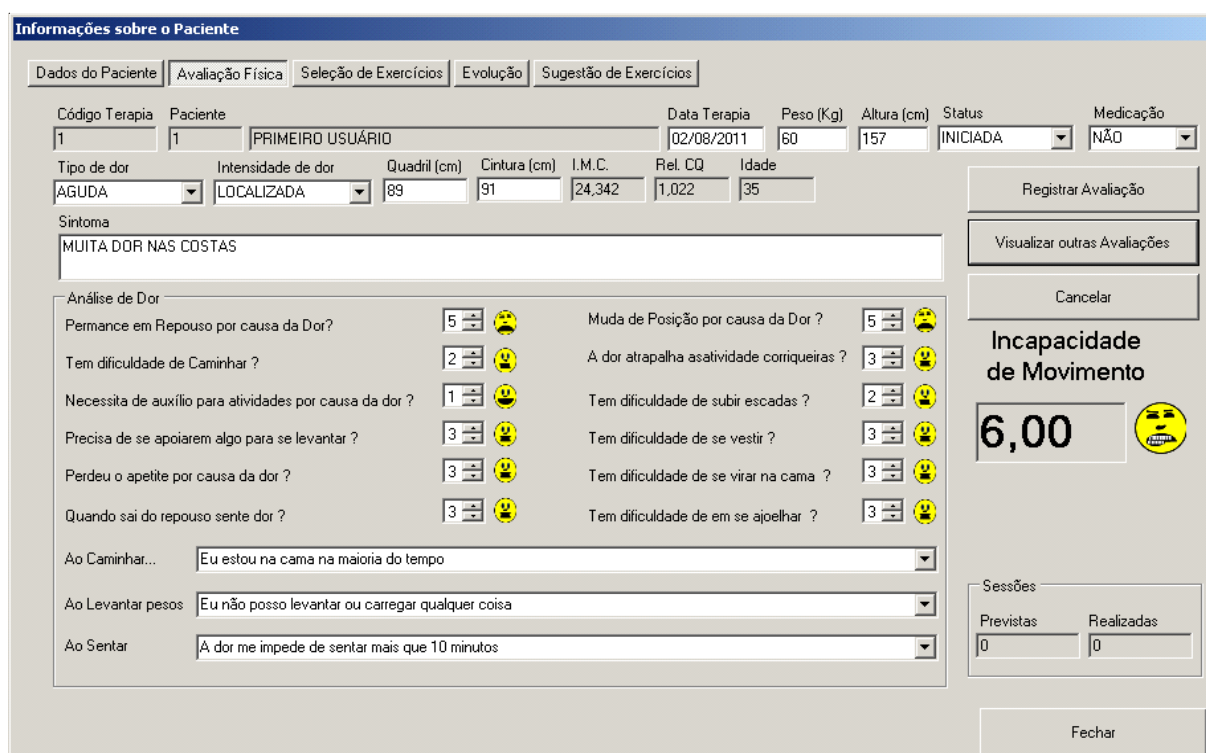 Informações sobre o Paciente
Dados do Paciente Avaliação Física Seleção de Exercícios Evolução Sugestão de Exercícios
Código Terapia Paciente Data Terapia Peso (Kg) Altura (cm) Status Medicação
1 1 PRIMEIRO USUÁRIO 02/08/2011 60 157 INICIADA NÃO
Tipo de dor Intensidade de dor Quadril (cm) Cintura (cm) I.M.C. Rel. CQ Idade
AGUDA LOCALIZADA 89 91 24,342 1,022 35
Registrar Avaliação
Sintoma
MUITA DOR NAS COSTAS
Visualizar outras Avaliações
Cancelar
Análise de Dor
Permance em Repouso por causa da Dor? 5 Muda de Posição por causa da Dor ? 5
Tem dificuldade de Caminhar ? 2 A dor atrapalha asatividade corriqueiras ? 3
Necessita de auxílio para atividades por causa da dor ? 1 Tem dificuldade de subir escadas ? 2
Precisa de se apoiarem algo para se levantar ? 3 Tem dificuldade de se vestir ? 3
Perdeu o apetite por causa da dor ? 3 Tem dificuldade de se virar na cama ? 3
Quando sai do repouso sente dor ? 3 Tem dificuldade de em se ajoelhar ? 3
Incapacidade
de Movimento
6,00
Ao Caminhar... Eu estou na cama na maioria do tempo
Ao Levantar pesos Eu não posso levantar ou carregar qualquer coisa
Ao Sentar A dor me impede de sentar mais que 10 minutos
Sessões
Previstas Realizadas
0 0
Fechar